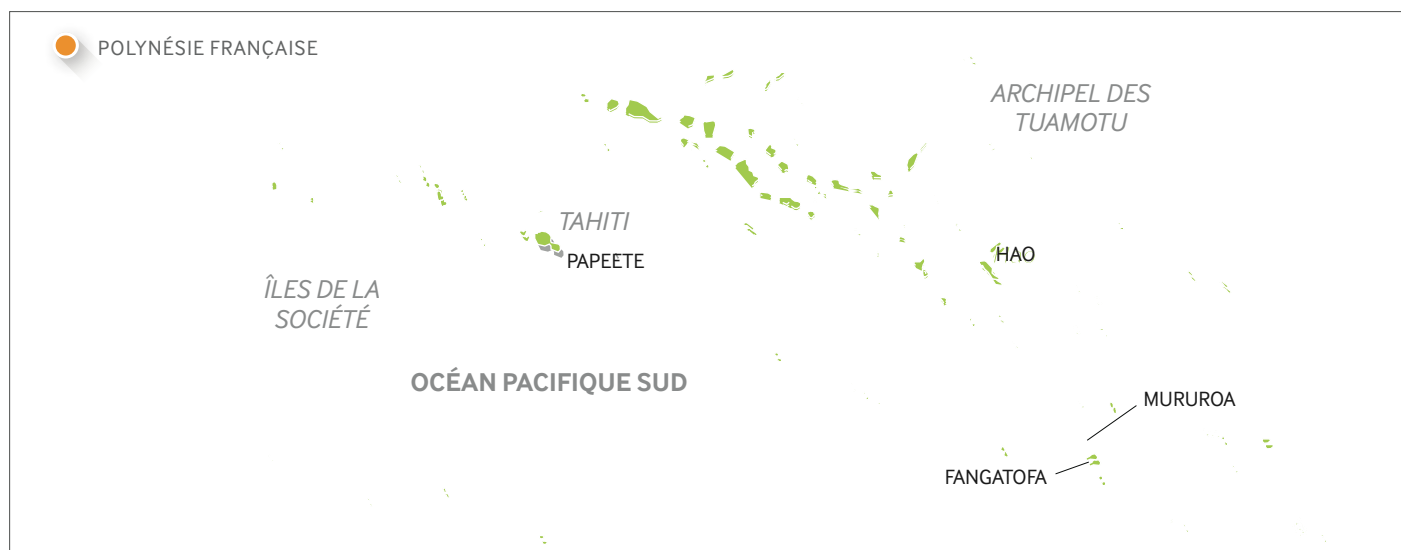 POLYNÉSIE FRANÇAISE
ARCHIPEL DES
TUAMOTU
TAHITI
PAPEETE
HAO
ÎLES DE LA
SOCIÉTÉ
OCÉAN PACIFIQUE SUD
MURUROA
FANGATOFA